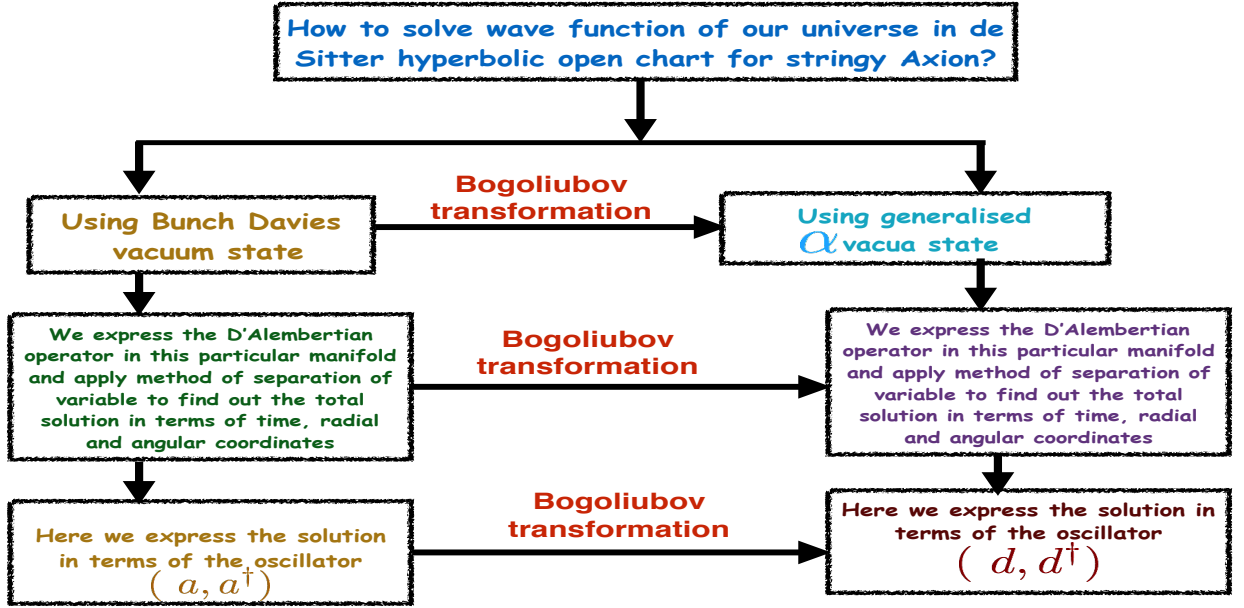 How to solve wave function of our universe in de
Sitter hyperbolic open chart for stringy Axion?
Bogoliubov
transformation
Using Bunch Davies
vacuum state
Using generalised
α vacua state
We express the D'Alembertian
operator in this particular manifold
and apply method of separation of
variable to find out the total
solution in terms of time, radial
and angular coordinates
Bogoliubov
transformation
We express the D'Alembertian
operator in this particular manifold
and apply method of separation of
variable to find out the total
solution in terms of time, radial
and angular coordinates
Here we express the solution
in terms of the oscillator
( a, a†)
Bogoliubov
transformation
Here we express the solution in
terms of the oscillator
( d, d†)